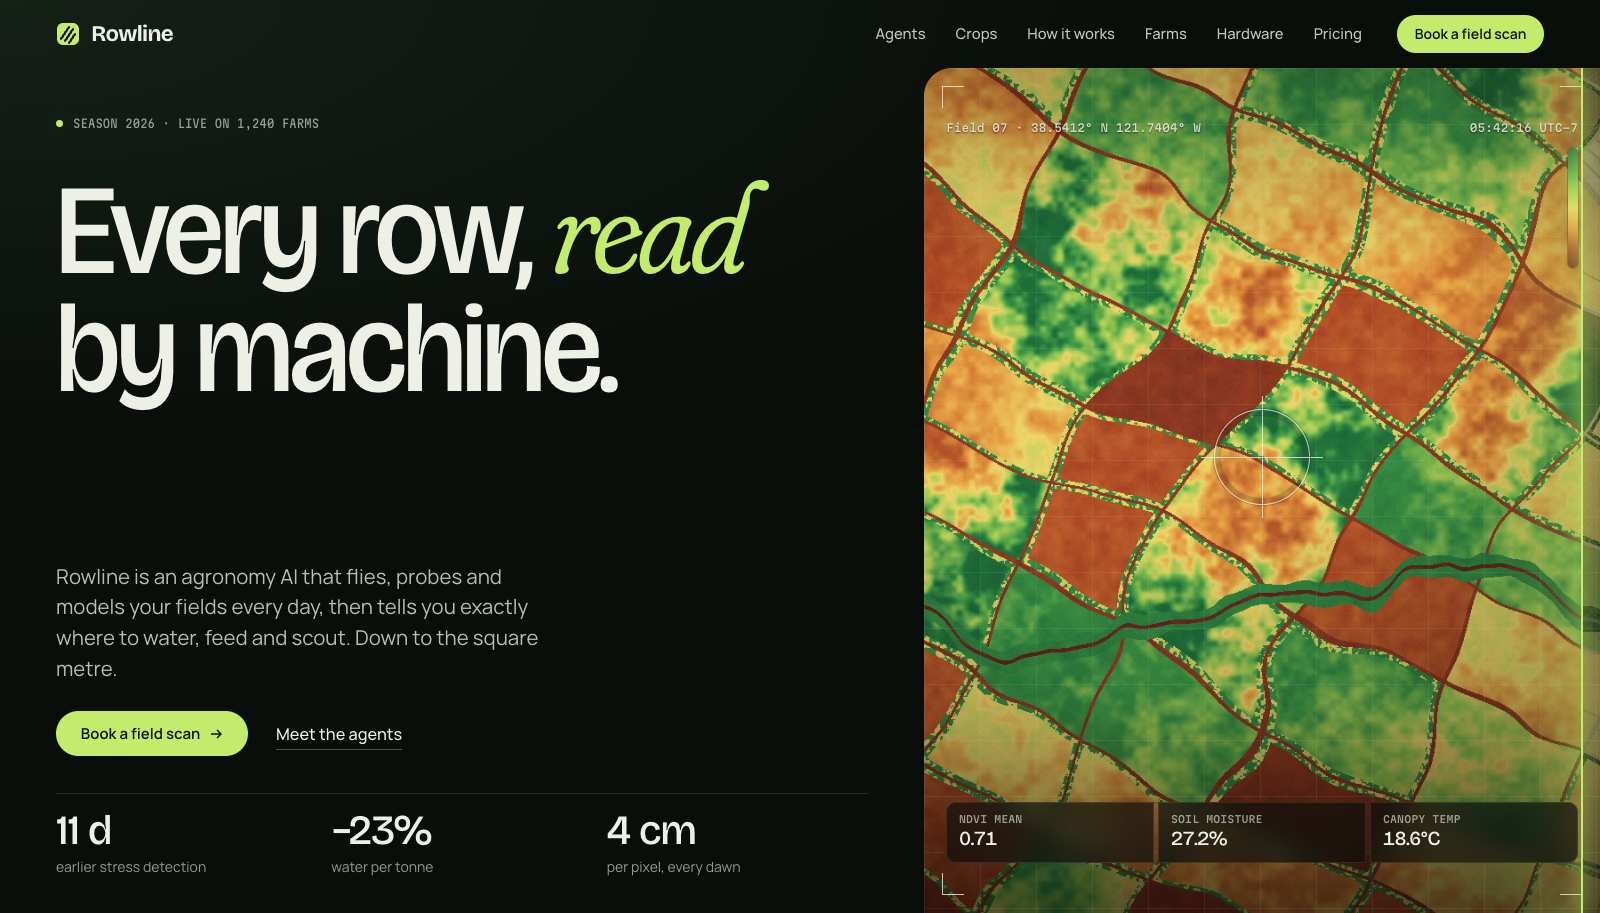 Rowline
Agents
Crops
How it works
Farms
Hardware
Pricing
Book a field scan
SEASON 2026 · LIVE ON 1,240 FARMS
Every row, read
by machine.
Rowline is an agronomy AI that flies, probes and
models your fields every day, then tells you exactly
where to water, feed and scout. Down to the square
metre.
Book a field scan →
Meet the agents
11 d
earlier stress detection
−23%
water per tonne
4 cm
per pixel, every dawn
Field 07 · 38.5412° N 121.7404° W
05:42:16 UTC−7
NDVI MEAN
0.71
SOIL MOISTURE
27.2%
CANOPY TEMP
18.6°C